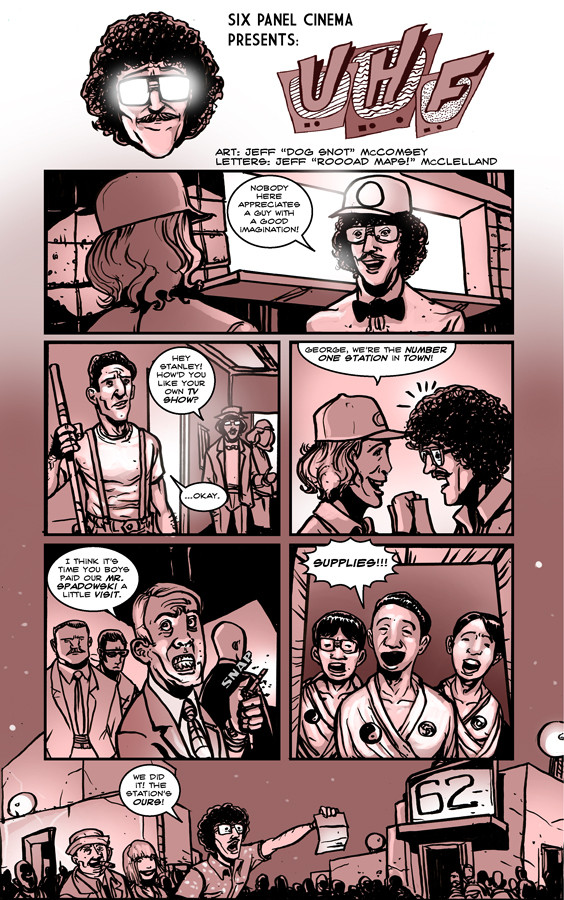 SIX PANEL CINEMA
PRESENTS:
UHF
ART: JEFF "DOG SNOT" McCOMSEY
LETTERS: JEFF "ROOOAD MAPS!" McCLELLAND
NOBODY
HERE
APPRECIATES
A GUY WITH
A GOOD
IMAGINATION!
HEY
STANLEY!
HOW'D YOU
LIKE YOUR
OWN TV
SHOW?
...OKAY.
GEORGE, WE'RE THE NUMBER
ONE STATION IN TOWN!
I THINK IT'S
TIME YOU BOYS
PAID OUR MR.
SPADOWSKI A
LITTLE VISIT.
SNAP
SUPPLIES!!!
WE DID
IT! THE
STATION'S
OURS!
62